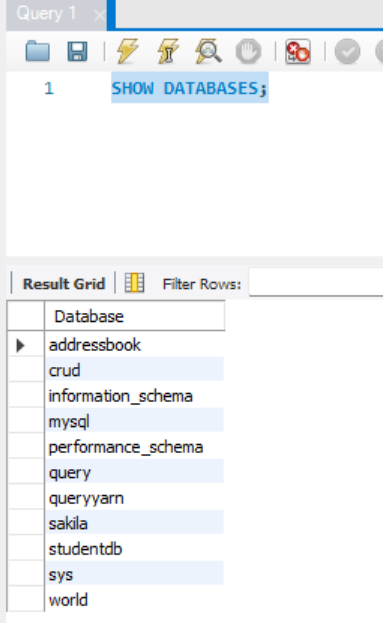 Query 1
1 SHOW DATABASES;
Result Grid Filter Rows:
Database
addressbook
crud
information_schema
mysql
performance_schema
query
queryyarn
sakila
studentdb
sys
world